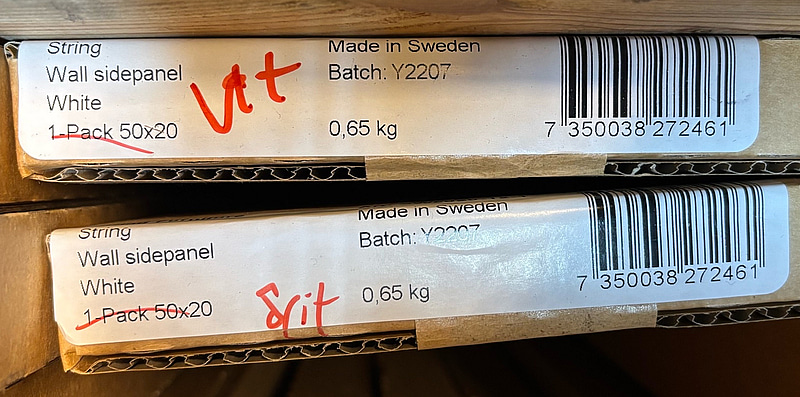 String
Wall sidepanel
White
1-Pack 50x20
Vit
Made in Sweden
Batch: Y2207
0,65 kg
7 350038 272461
String
Wall sidepanel
White
1-Pack 50x20
Made in Sweden
Batch: Y2207
0,65 kg
7 350038 272461